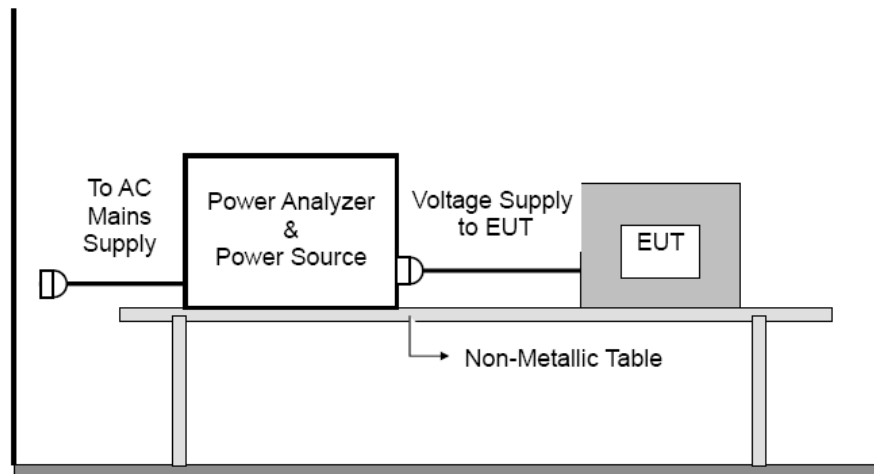 To AC
Mains
Supply
Power Analyzer
&
Power Source
Voltage Supply
to EUT
EUT
Non-Metallic Table